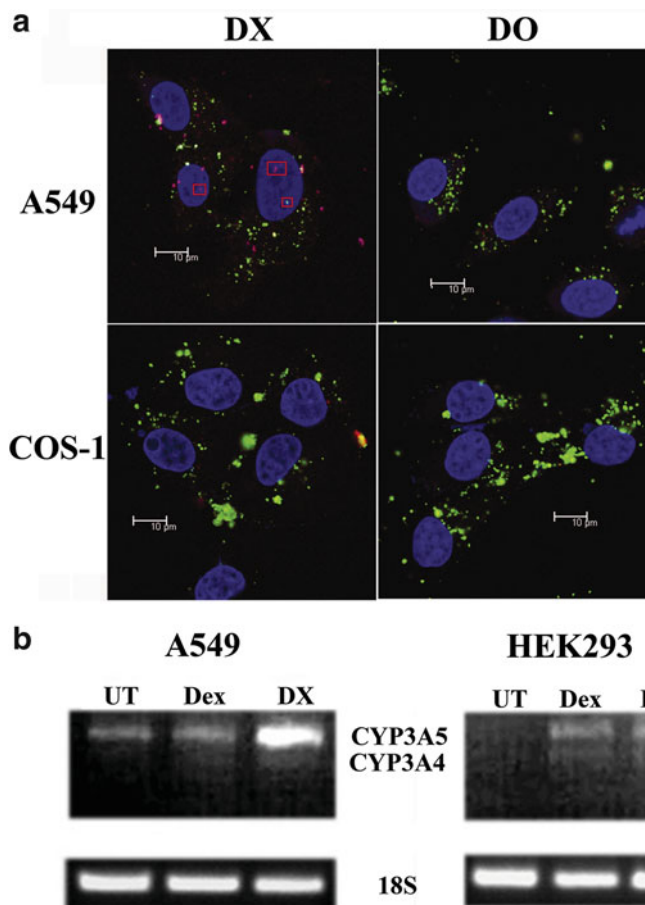 a
DX DO
A549
10 µm
10 µm
COS-1
10 µm
10 µm
b
A549 HEK293
UT Dex DX UT Dex
CYP3A5
CYP3A4
18S